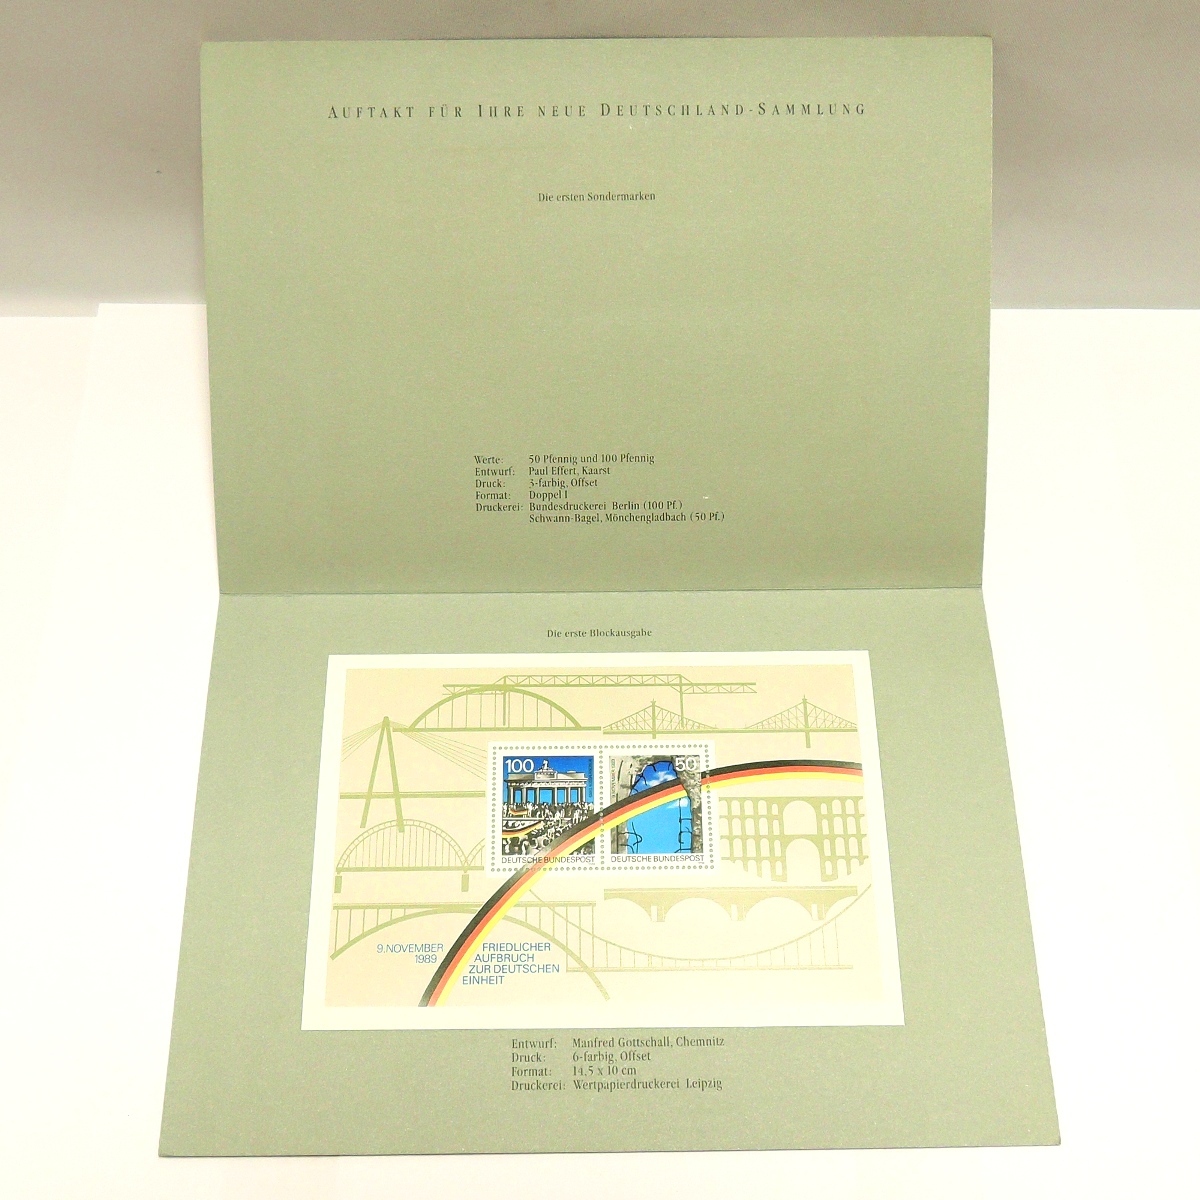 AUFTAKT FÜR IHRE NEUE DEUTSCHLAND-SAMMLUNG
Die ersten Sondermarken
Werte: 50 Pfennig und 100 Pfennig
Entwurf: Paul Effert, Kaarst
Druck: 3-farbig, Offset
Format: Doppel I
Druckerei: Bundesdruckerei Berlin (100 Pf.)
Schwann-Bagel, Mönchengladbach (50 Pf.)
Die erste Blockausgabe
100
50
9. NOVEMBER 1989
DEUTSCHE BUNDESPOST
DEUTSCHE BUNDESPOST
9. NOVEMBER
1989
FRIEDLICHER
AUFBRUCH
ZUR DEUTSCHEN
EINHEIT
Entwurf: Manfred Gottschall, Chemnitz
Druck: 6-farbig, Offset
Format: 14,5 x 10 cm
Druckerei: Wertpapierdruckerei Leipzig